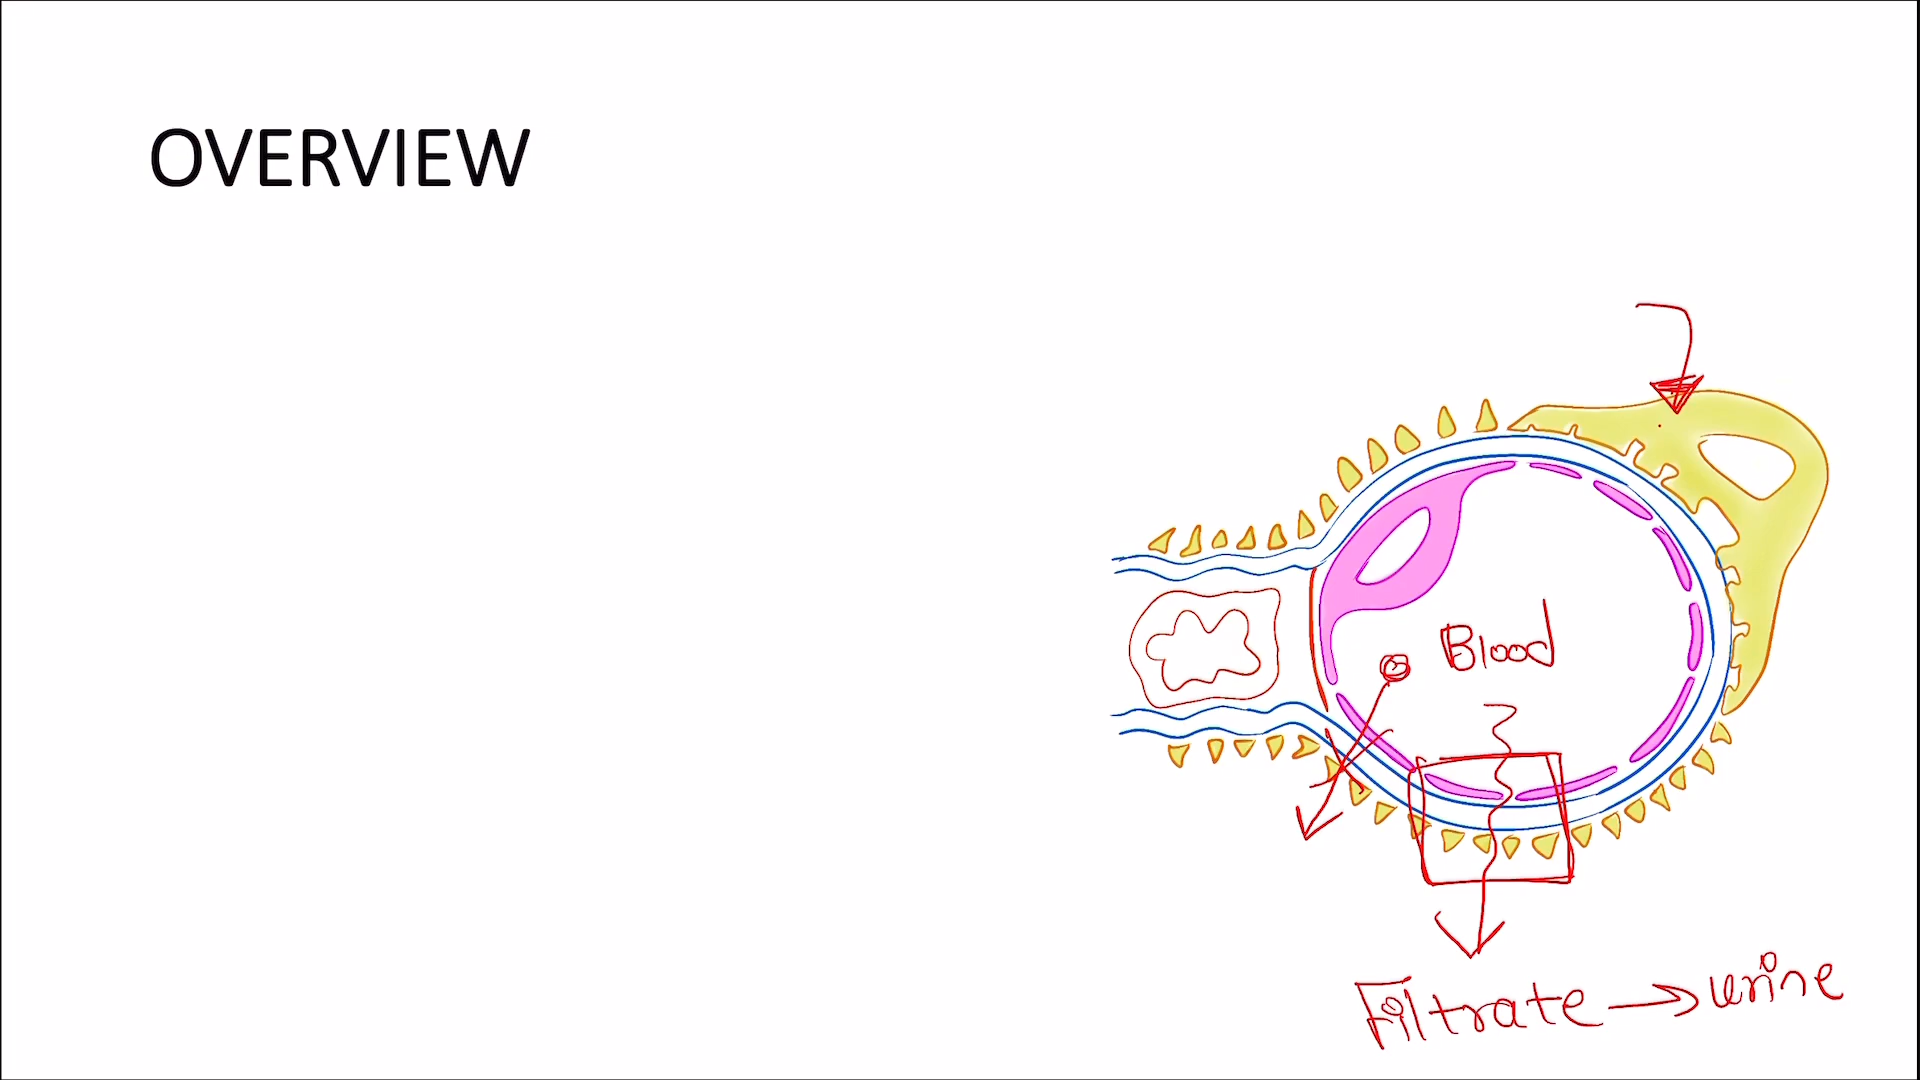 OVERVIEW
Blood
Filtrate → urine